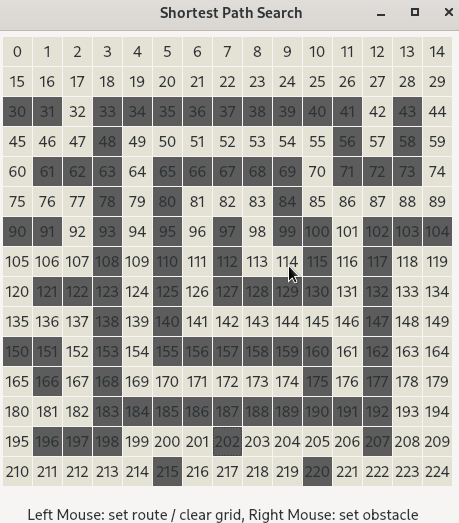 Shortest Path Search
0 1 2 3 4 5 6 7 8 9 10 11 12 13 14
15 16 17 18 19 20 21 22 23 24 25 26 27 28 29
30 31 32 33 34 35 36 37 38 39 40 41 42 43 44
45 46 47 48 49 50 51 52 53 54 55 56 57 58 59
60 61 62 63 64 65 66 67 68 69 70 71 72 73 74
75 76 77 78 79 80 81 82 83 84 85 86 87 88 89
90 91 92 93 94 95 96 97 98 99 100 101 102 103 104
105 106 107 108 109 110 111 112 113 114 115 116 117 118 119
120 121 122 123 124 125 126 127 128 129 130 131 132 133 134
135 136 137 138 139 140 141 142 143 144 145 146 147 148 149
150 151 152 153 154 155 156 157 158 159 160 161 162 163 164
165 166 167 168 169 170 171 172 173 174 175 176 177 178 179
180 181 182 183 184 185 186 187 188 189 190 191 192 193 194
195 196 197 198 199 200 201 202 203 204 205 206 207 208 209
210 211 212 213 214 215 216 217 218 219 220 221 222 223 224
Left Mouse: set route / clear grid, Right Mouse: set obstacle